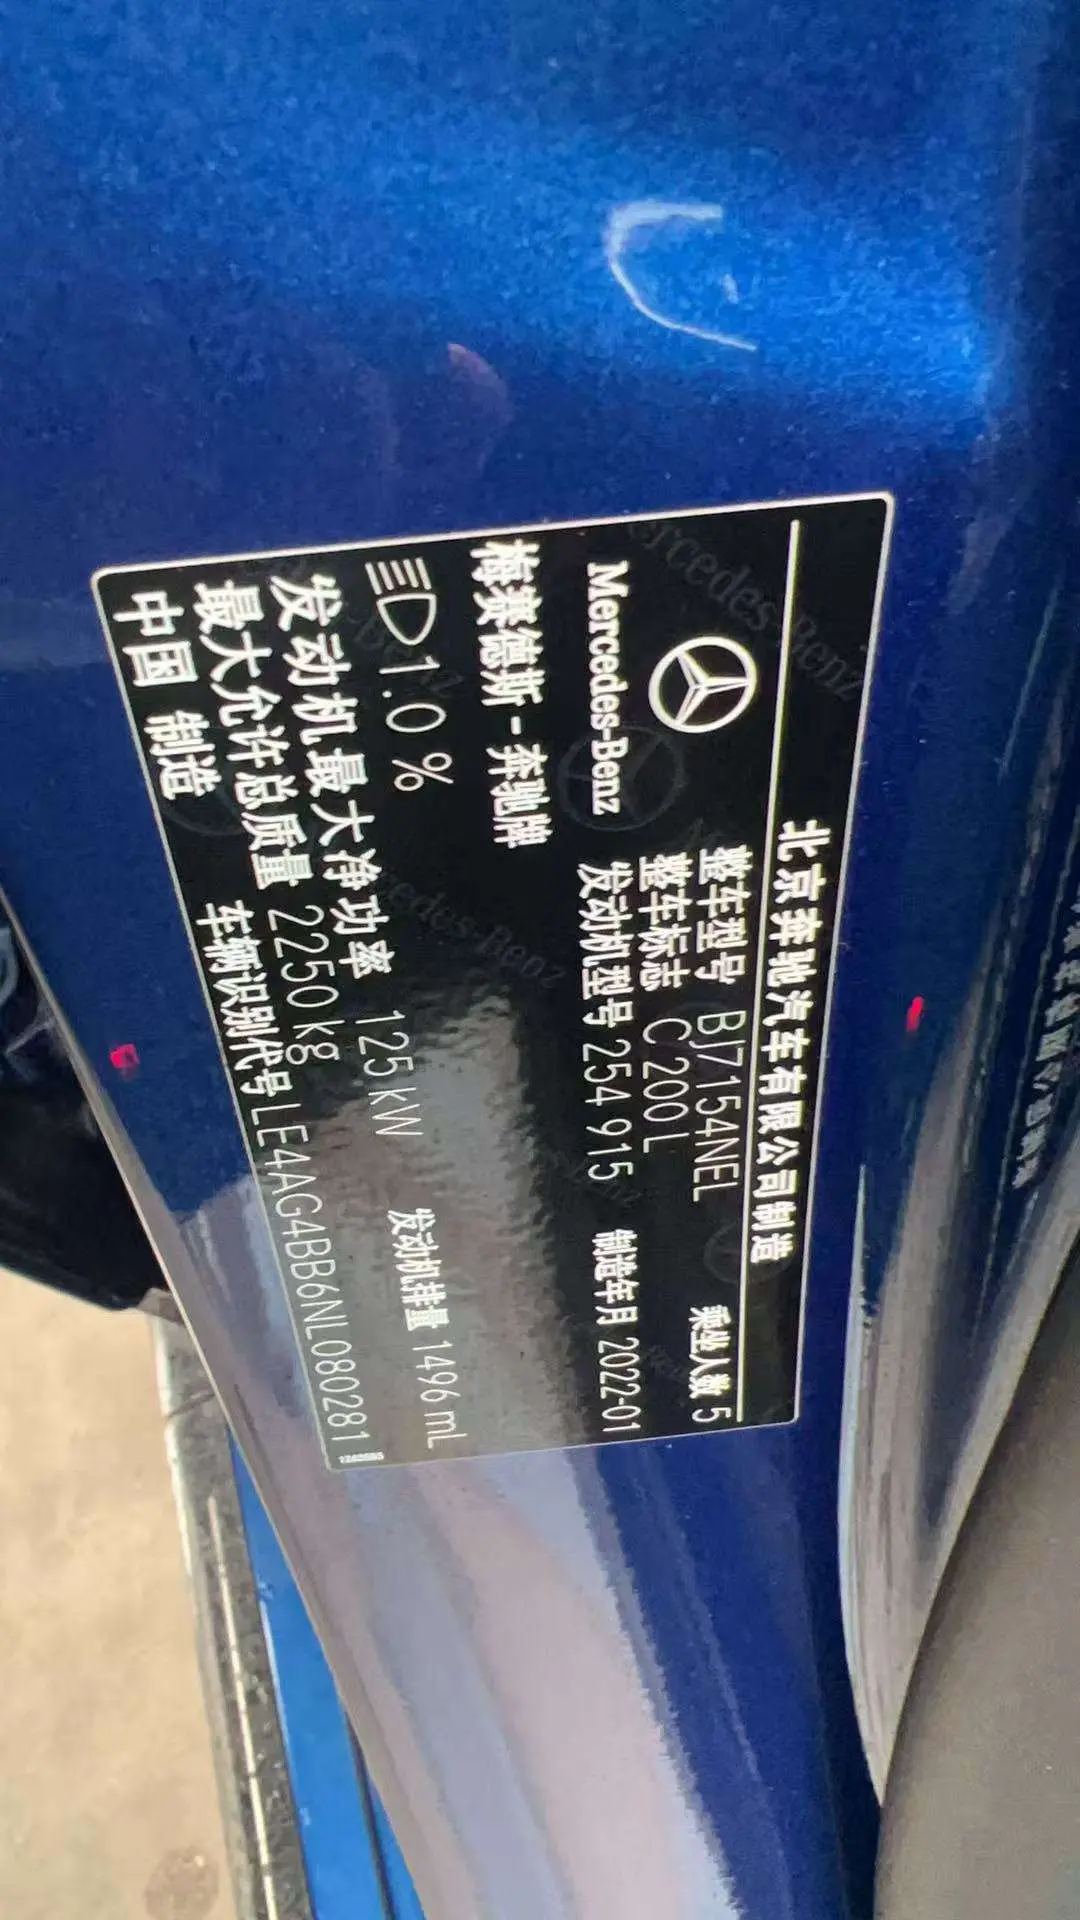 北京奔驰汽车有限公司制造
整车型号 BJ7154NEL 乘坐人数 5
整车标志 C 200 L
Mercedes-Benz 发动机型号 254 915 制造年月 2022-01
梅赛德斯-奔驰牌
1.0 % 发动机排量 1496 mL
发动机最大净功率 125 kW
最大允许总质量 2250 kg
中国 制造 车辆识别代号 LE4AG4BB6NL080281